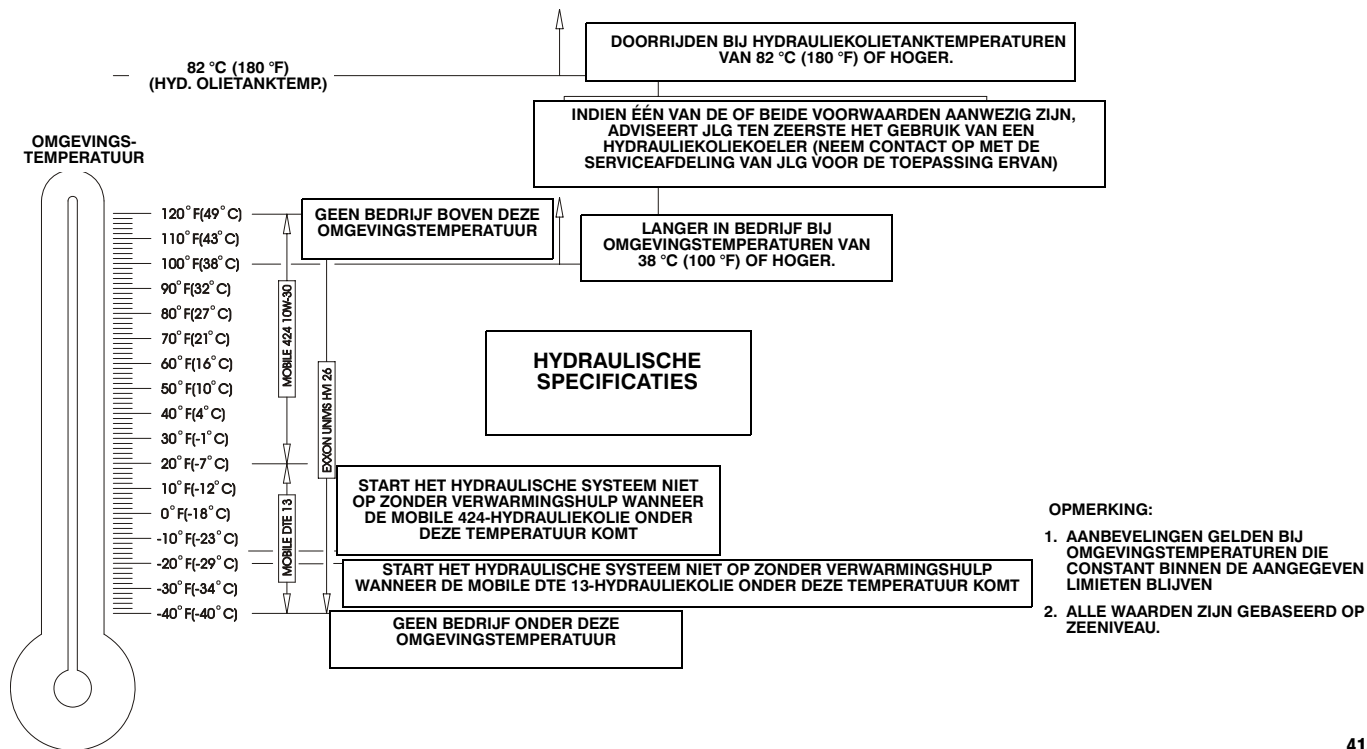 82 °C (180 °F)
(HYD. OLIETANKTEMP.)
DOORRIJDEN BIJ HYDRAULIEKOLIETANKTEMPERATUREN
VAN 82 °C (180 °F) OF HOGER.
INDIEN ÉÉN VAN DE OF BEIDE VOORWAARDEN AANWEZIG ZIJN,
ADVISEERT JLG TEN ZEERSTE HET GEBRUIK VAN EEN
HYDRAULIEKOLIEKOELER (NEEM CONTACT OP MET DE
SERVICEAFDELING VAN JLG VOOR DE TOEPASSING ERVAN)
OMGEVINGS-
TEMPERATUUR
120°F(49°C)
110°F(43°C)
100°F(38°C)
90°F(32°C)
80°F(27°C)
70°F(21°C)
60°F(16°C)
50°F(10°C)
40°F(4°C)
30°F(-1°C)
20°F(-7°C)
10°F(-12°C)
0°F(-18°C)
-10°F(-23°C)
-20°F(-29°C)
-30°F(-34°C)
-40°F(-40°C)
MOBILE 424 10W-30
MOBILE DTE 13
EXXON UNIVIS HVI 26
GEEN BEDRIJF BOVEN DEZE
OMGEVINGSTEMPERATUUR
LANGER IN BEDRIJF BIJ
OMGEVINGSTEMPERATUREN VAN
38 °C (100 °F) OF HOGER.
HYDRAULISCHE
SPECIFICATIES
START HET HYDRAULISCHE SYSTEEM NIET
OP ZONDER VERWARMINGSHULP WANNEER
DE MOBILE 424-HYDRAULIEKOLIE ONDER
DEZE TEMPERATUUR KOMT
START HET HYDRAULISCHE SYSTEEM NIET OP ZONDER VERWARMINGSHULP
WANNEER DE MOBILE DTE 13-HYDRAULIEKOLIE ONDER DEZE TEMPERATUUR KOMT
GEEN BEDRIJF ONDER DEZE
OMGEVINGSTEMPERATUUR
OPMERKING:
1. AANBEVELINGEN GELDEN BIJ
OMGEVINGSTEMPERATUREN DIE
CONSTANT BINNEN DE AANGEGEVEN
LIMIETEN BLIJVEN
2. ALLE WAARDEN ZIJN GEBASEERD OP
ZEENIVEAU.
41